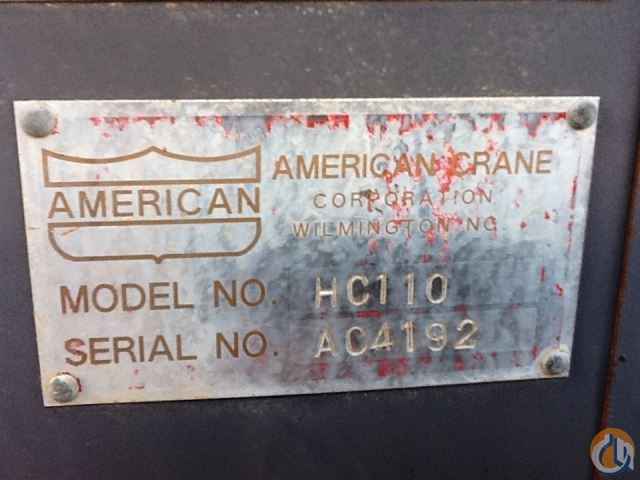 AMERICAN
AMERICAN CRANE
CORPORATION
WILMINGTON NC.
MODEL NO. HC110
SERIAL NO. AC4192